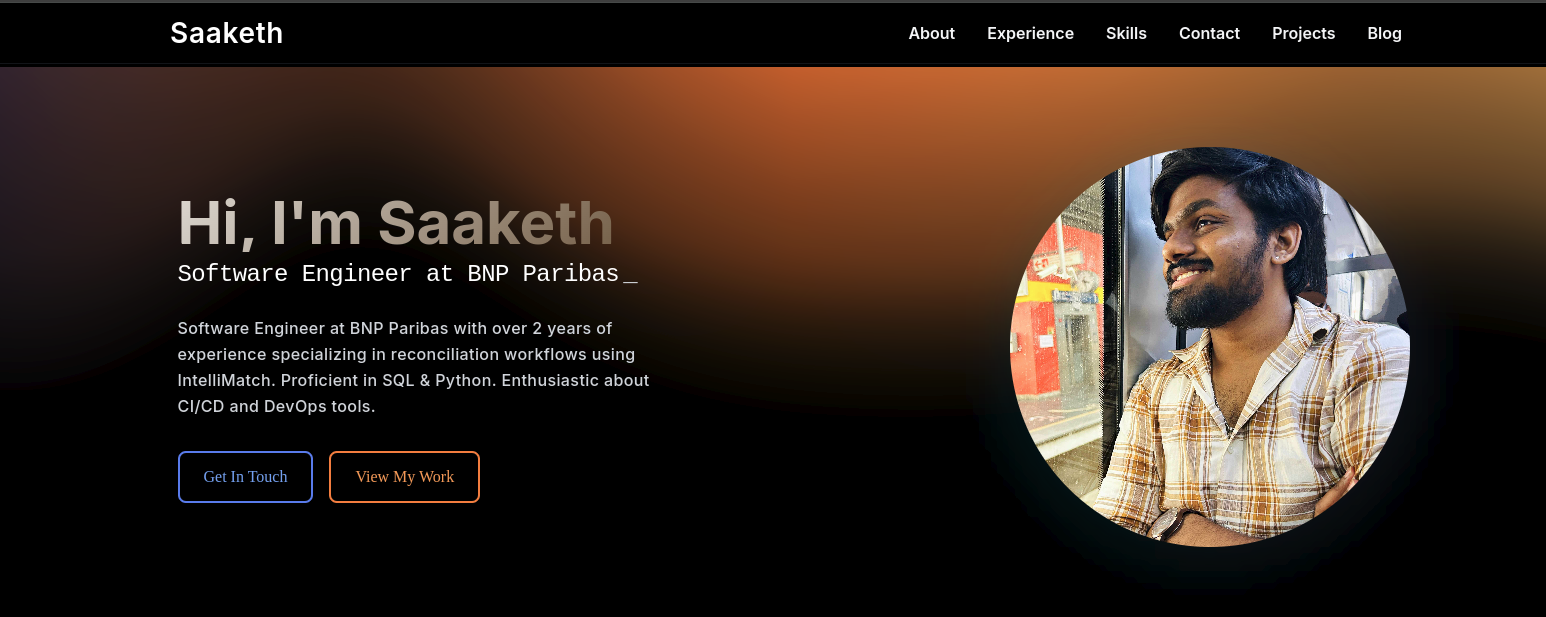 Saaketh
About Experience Skills Contact Projects Blog
Hi, I'm Saaketh
Software Engineer at BNP Paribas_
Software Engineer at BNP Paribas with over 2 years of
experience specializing in reconciliation workflows using
IntelliMatch. Proficient in SQL & Python. Enthusiastic about
CI/CD and DevOps tools.
Get In Touch
View My Work